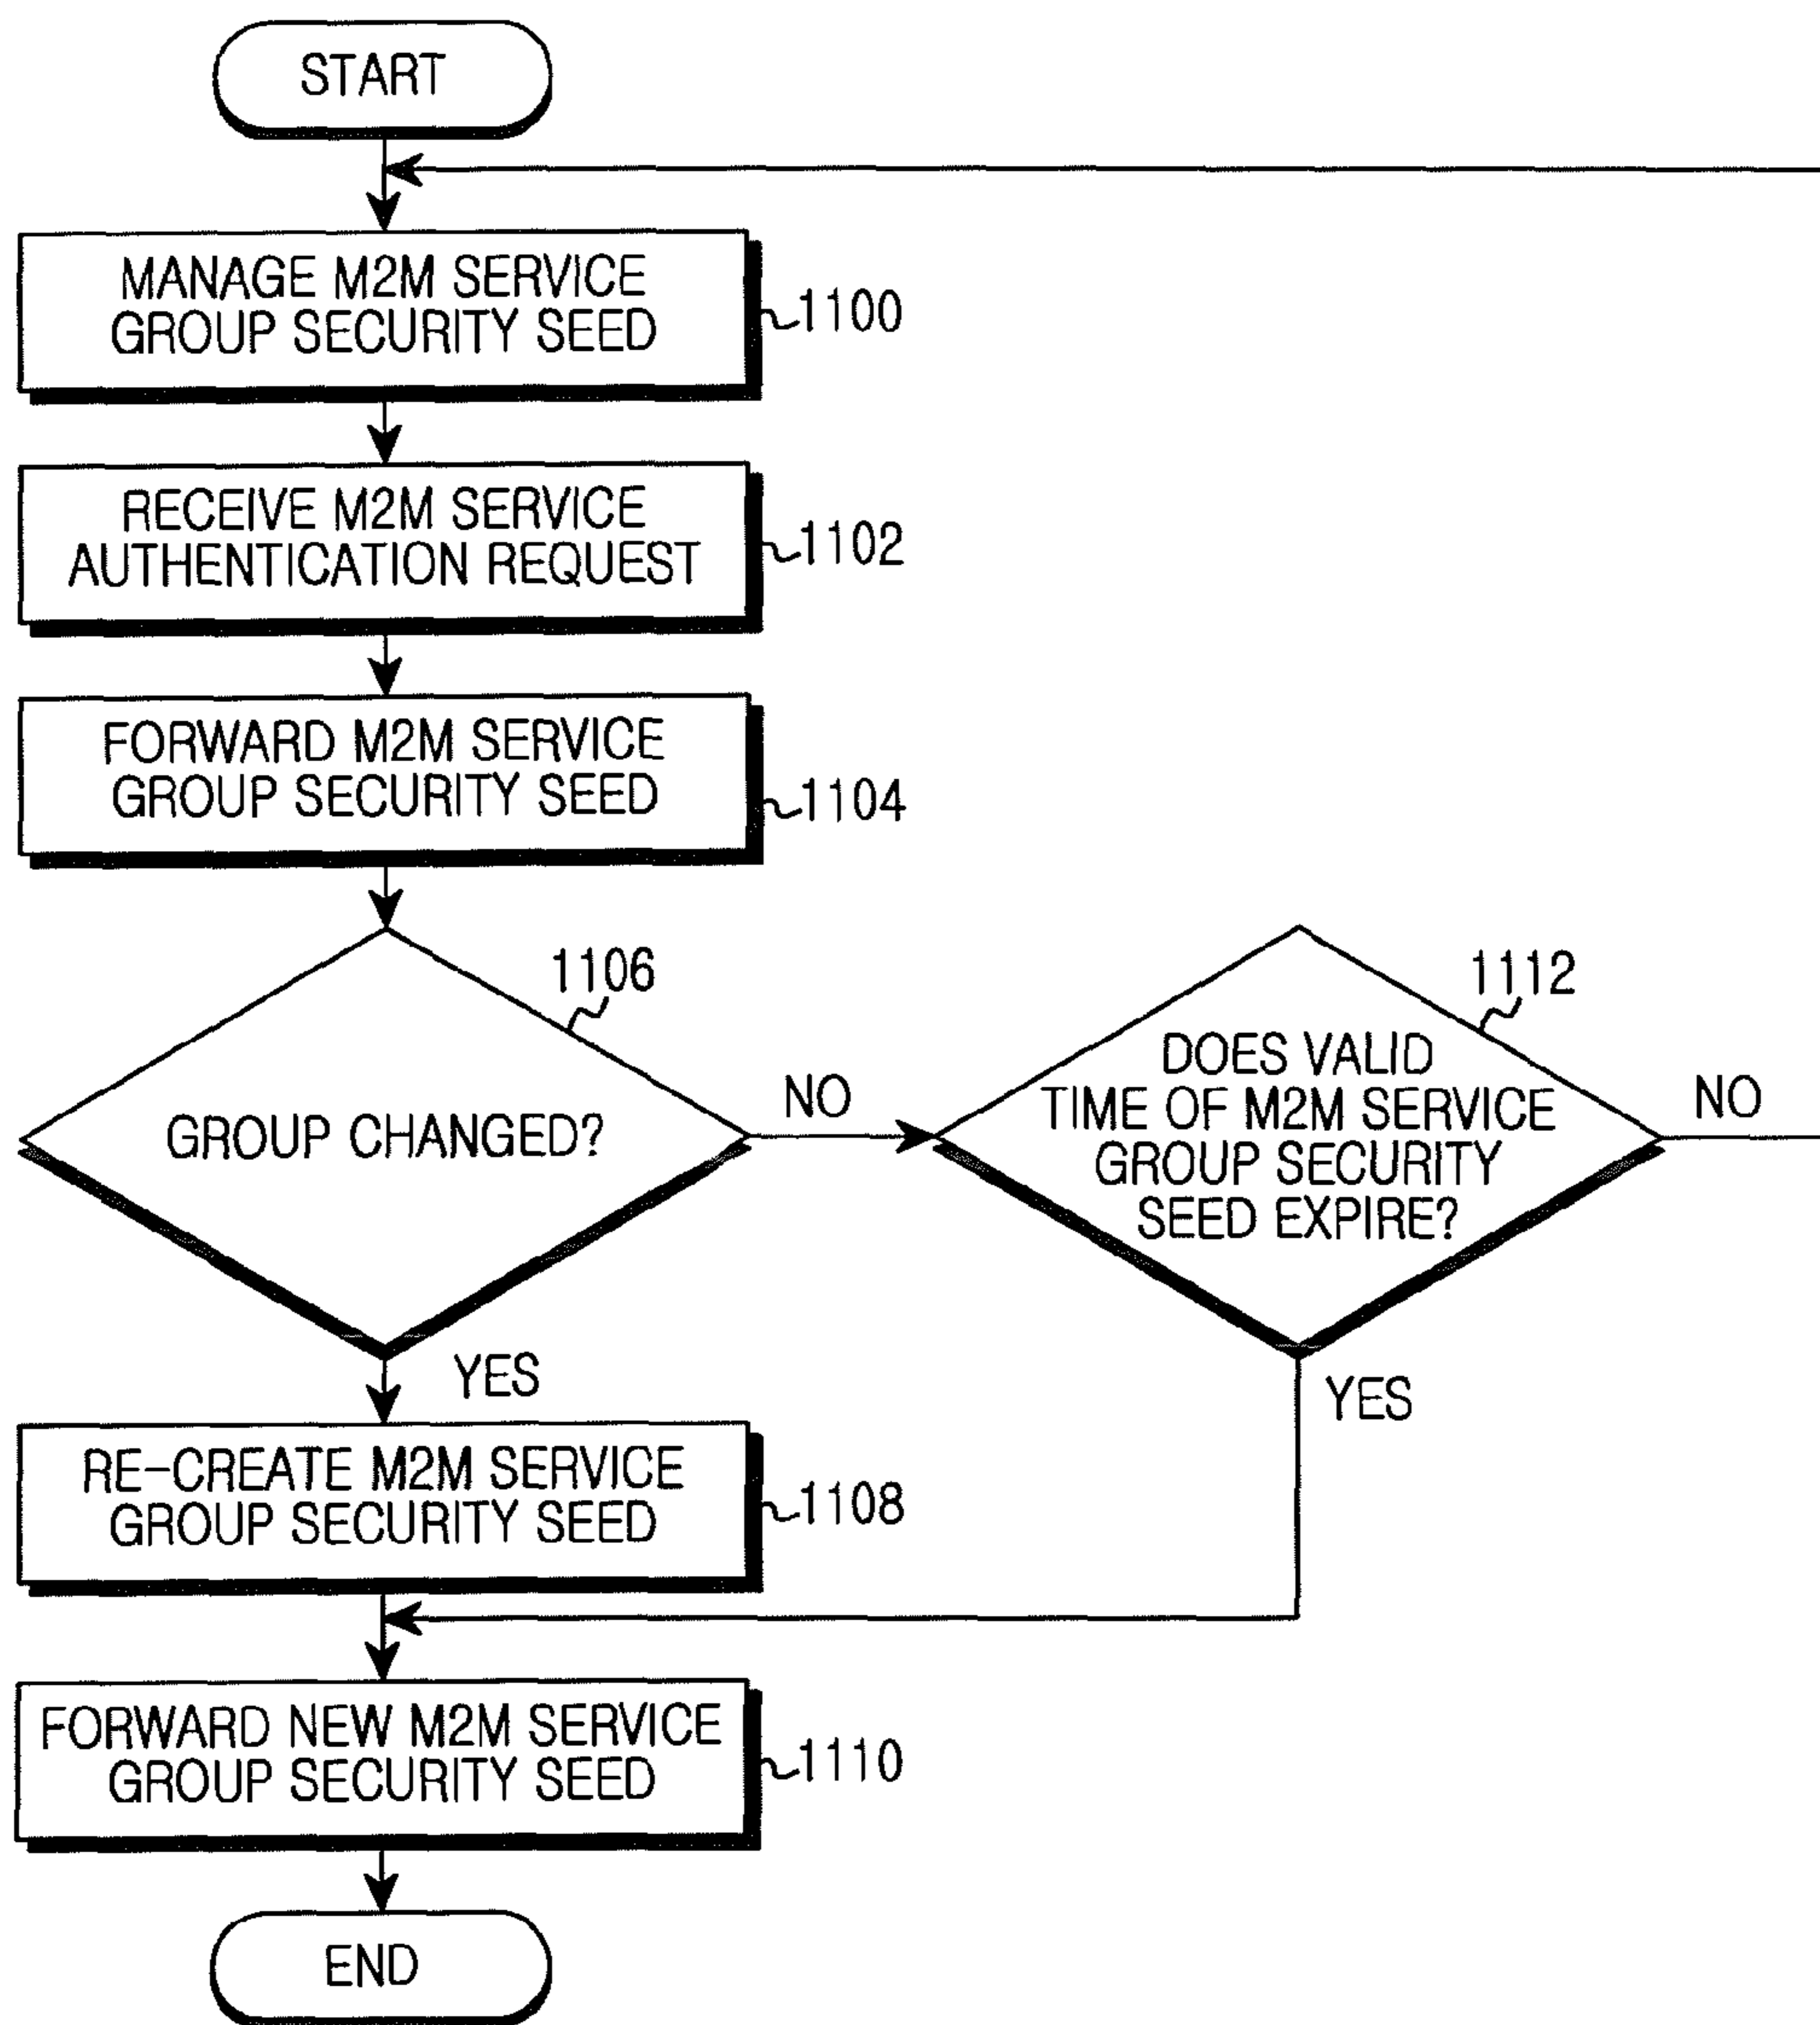 START
MANAGE M2M SERVICE
GROUP SECURITY SEED
1100
RECEIVE M2M SERVICE
AUTHENTICATION REQUEST
1102
FORWARD M2M SERVICE
GROUP SECURITY SEED
1104
1106
GROUP CHANGED?
NO
1112
DOES VALID
TIME OF M2M SERVICE
GROUP SECURITY
SEED EXPIRE?
NO
YES
YES
RE-CREATE M2M SERVICE
GROUP SECURITY SEED
1108
FORWARD NEW M2M SERVICE
GROUP SECURITY SEED
1110
END